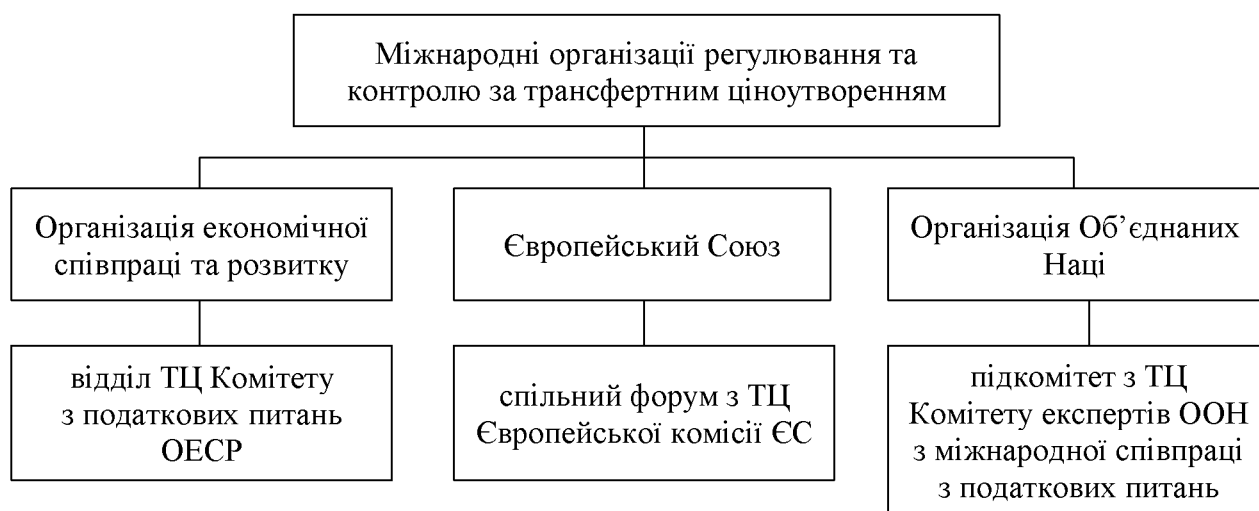 Міжнародні організації регулювання та
контролю за трансфертним ціноутворенням
Організація економічної
співпраці та розвитку
Європейський Союз
Організація Об’єднаних
Наці
відділ ТЦ Комітету
з податкових питань
ОЕСР
спільний форум з ТЦ
Європейської комісії ЄС
підкомітет з ТЦ
Комітету експертів ООН
з міжнародної співпраці
з податкових питань